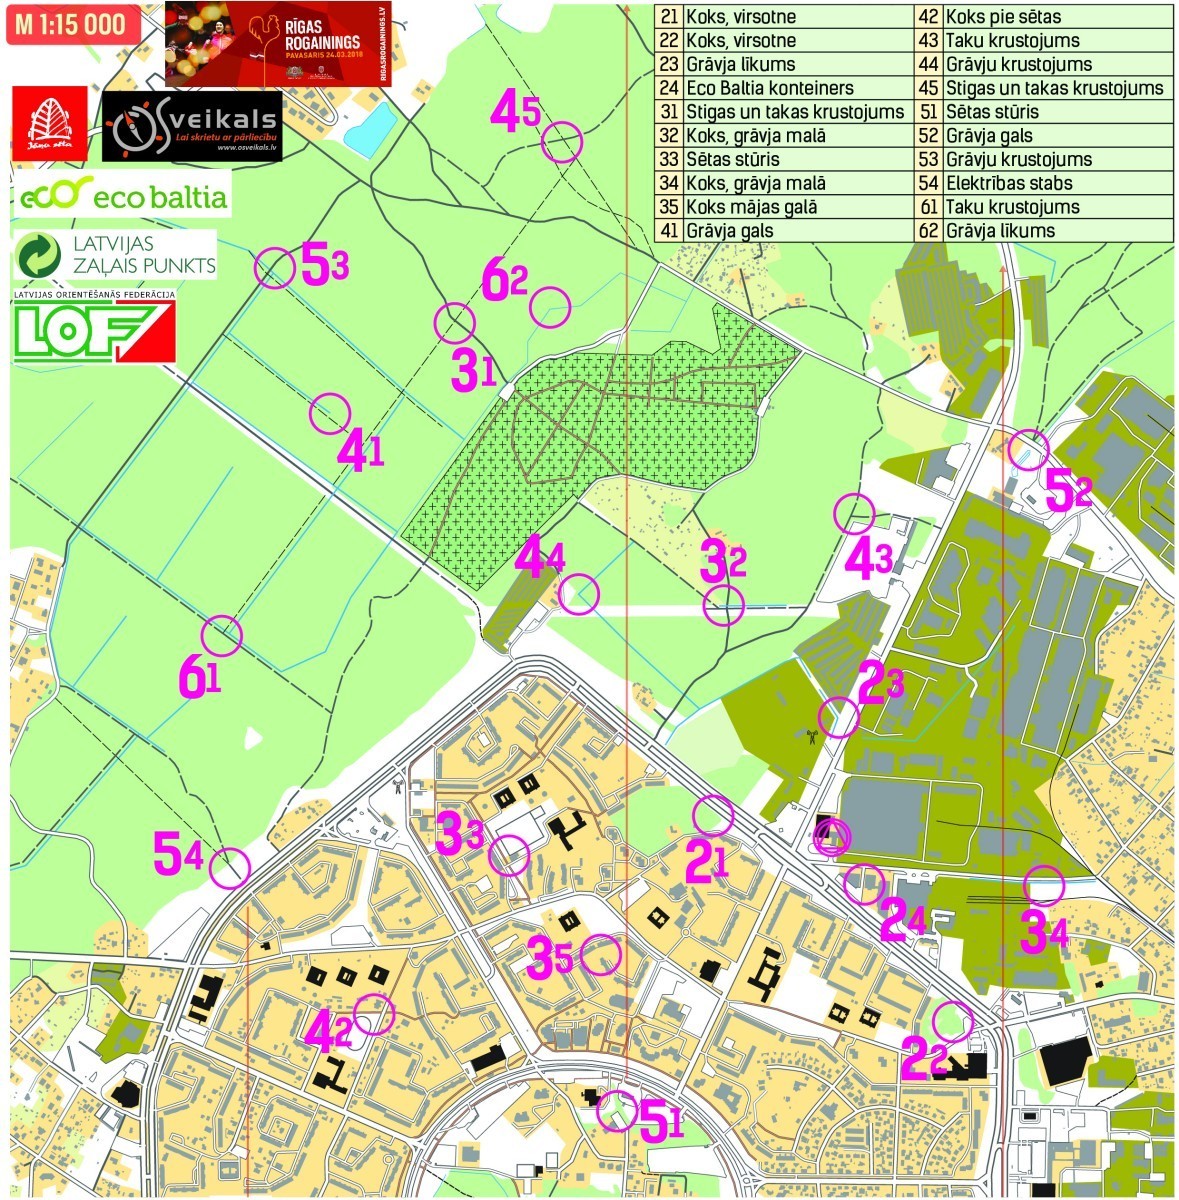 M 1:15 000
RĪGAS
ROGAININGS
PAVASARIS 24.03.2018
RIGASROGAININGS.LV
Jāņa sēta
OSveikals
Lai skrietu ar pārliecību
www.osveikals.lv
eco baltia
LATVIJAS
ZAĻAIS PUNKTS
LATVIJAS ORIENTĒŠANĀS FEDERĀCIJA
LOF
21 Koks, virsotne
22 Koks, virsotne
23 Grāvja līkums
24 Eco Baltia konteiners
31 Stigas un takas krustojums
32 Koks, grāvja malā
33 Sētas stūris
34 Koks, grāvja malā
35 Koks mājas galā
41 Grāvja gals
42 Koks pie sētas
43 Taku krustojums
44 Grāvju krustojums
45 Stigas un takas krustojums
51 Sētas stūris
52 Grāvja gals
53 Grāvju krustojums
54 Elektrības stabs
61 Taku krustojums
62 Grāvja līkums
45
53
62
31
41
52
43
44
32
61
23
54
33
21
24
34
35
42
22
51